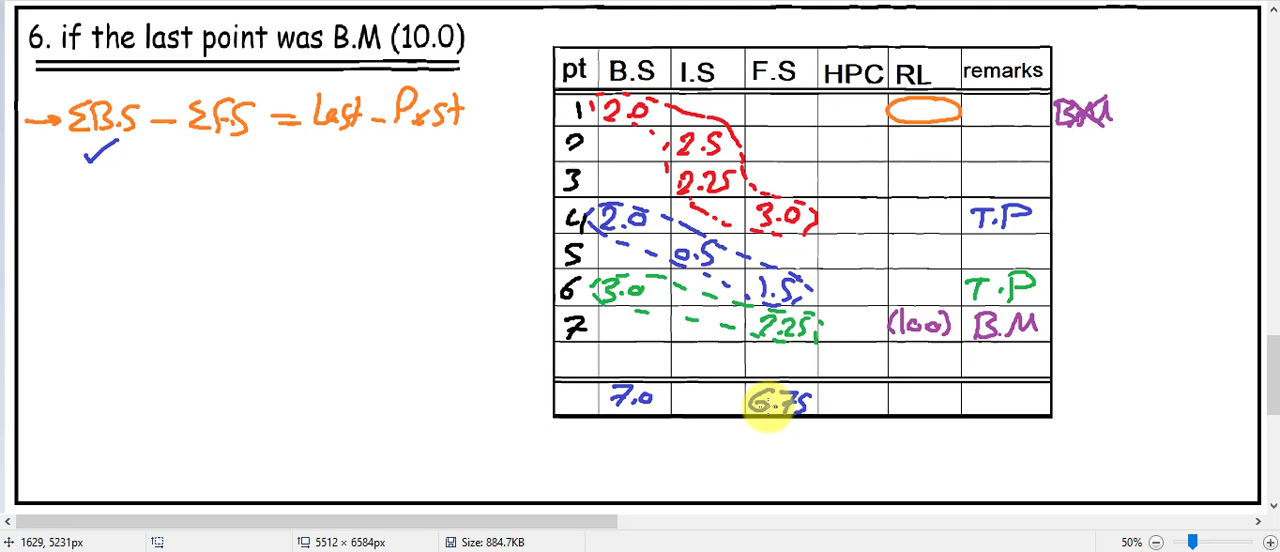 6. if the last point was B.M (10.0)
→ ΣB.S - ΣF.S = Last - First
pt B.S I.S F.S HPC RL remarks
1 2.0 B.M
2 2.5
3 2.25
4 2.0 3.0 T.P
5 0.5
6 3.0 1.5 T.P
7 2.25 (100) B.M
7.0 6.75
1629, 5231px 5512 × 6584px Size: 884.7KB 50%